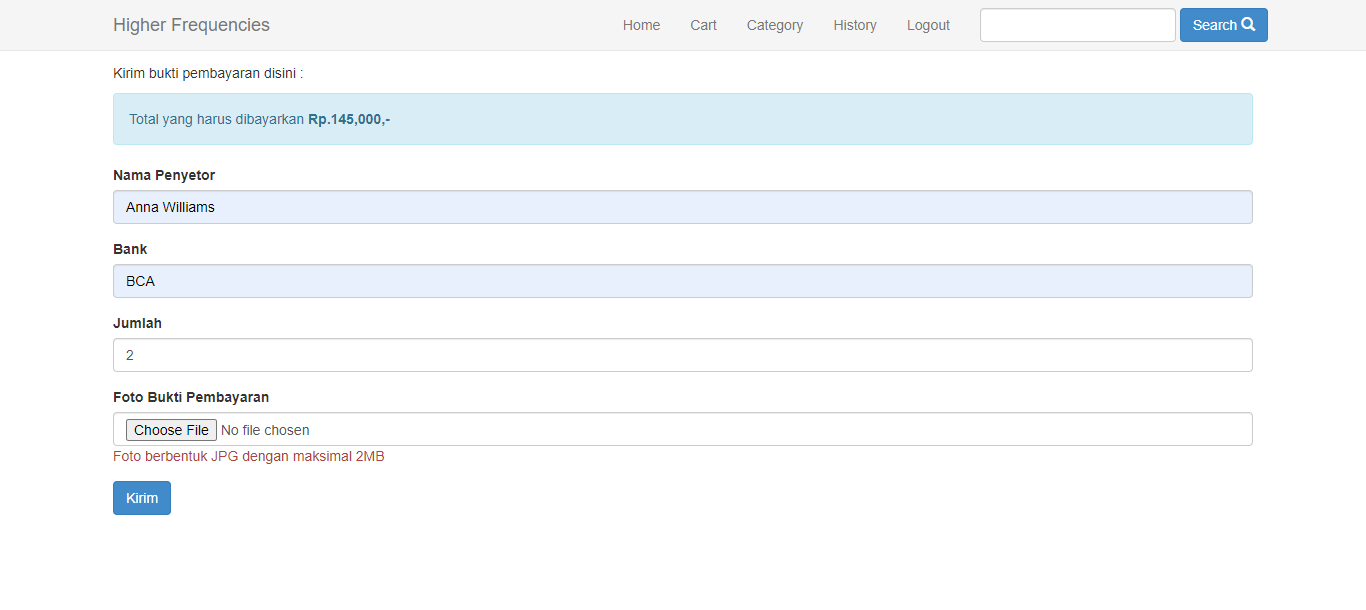 Higher Frequencies
Home Cart Category History Logout Search
Kirim bukti pembayaran disini :
Total yang harus dibayarkan Rp.145,000,-
Nama Penyetor
Anna Williams
Bank
BCA
Jumlah
2
Foto Bukti Pembayaran
Choose File No file chosen
Foto berbentuk JPG dengan maksimal 2MB
Kirim